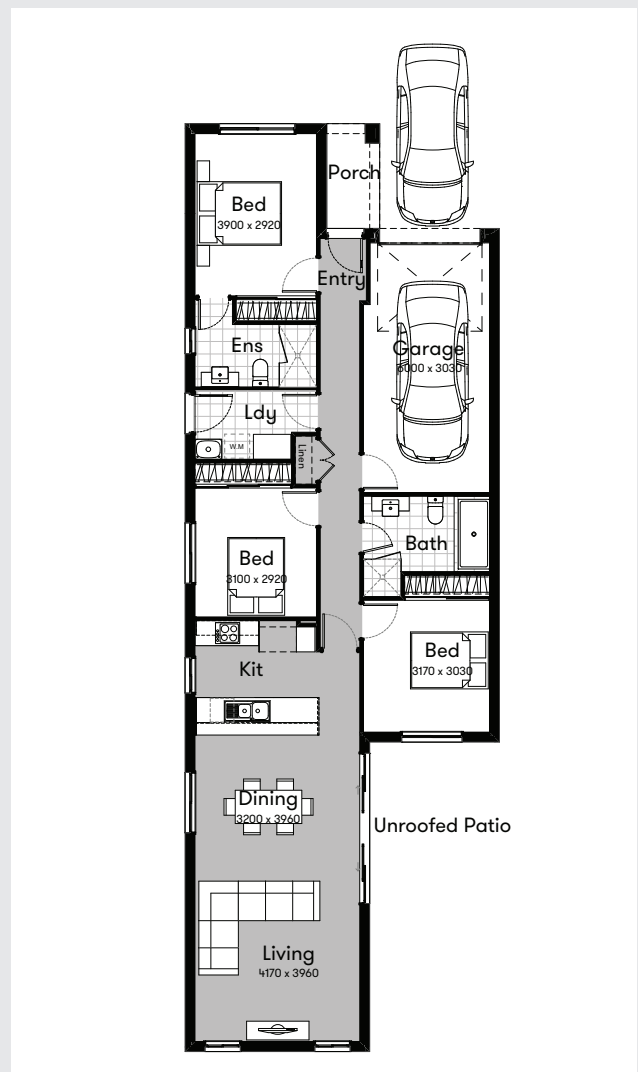 Porch
Bed
3900 x 2920
Entry
Ens
Garage
6000 x 3030
Ldy
W.M
Linen
Bath
Bed
3100 x 2920
Bed
3170 x 3030
Kit
Dining
3200 x 3960
Unroofed Patio
Living
4170 x 3960